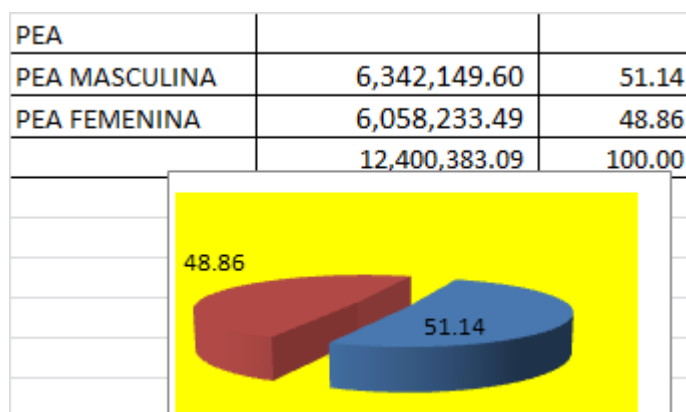 PEA
PEA MASCULINA 6,342,149.60 51.14
PEA FEMENINA 6,058,233.49 48.86
12,400,383.09 100.00
48.86
51.14